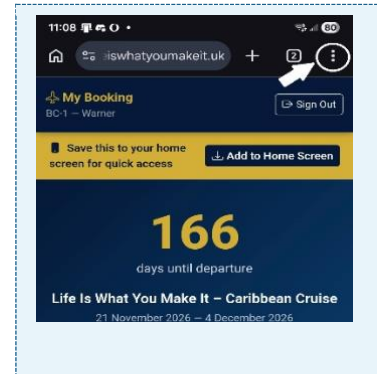 11:08
80
iswhatyoumakeit.uk
2
My Booking
BC-1 – Warner
Sign Out
Save this to your home
screen for quick access
Add to Home Screen
166
days until departure
Life Is What You Make It – Caribbean Cruise
21 November 2026 – 4 December 2026